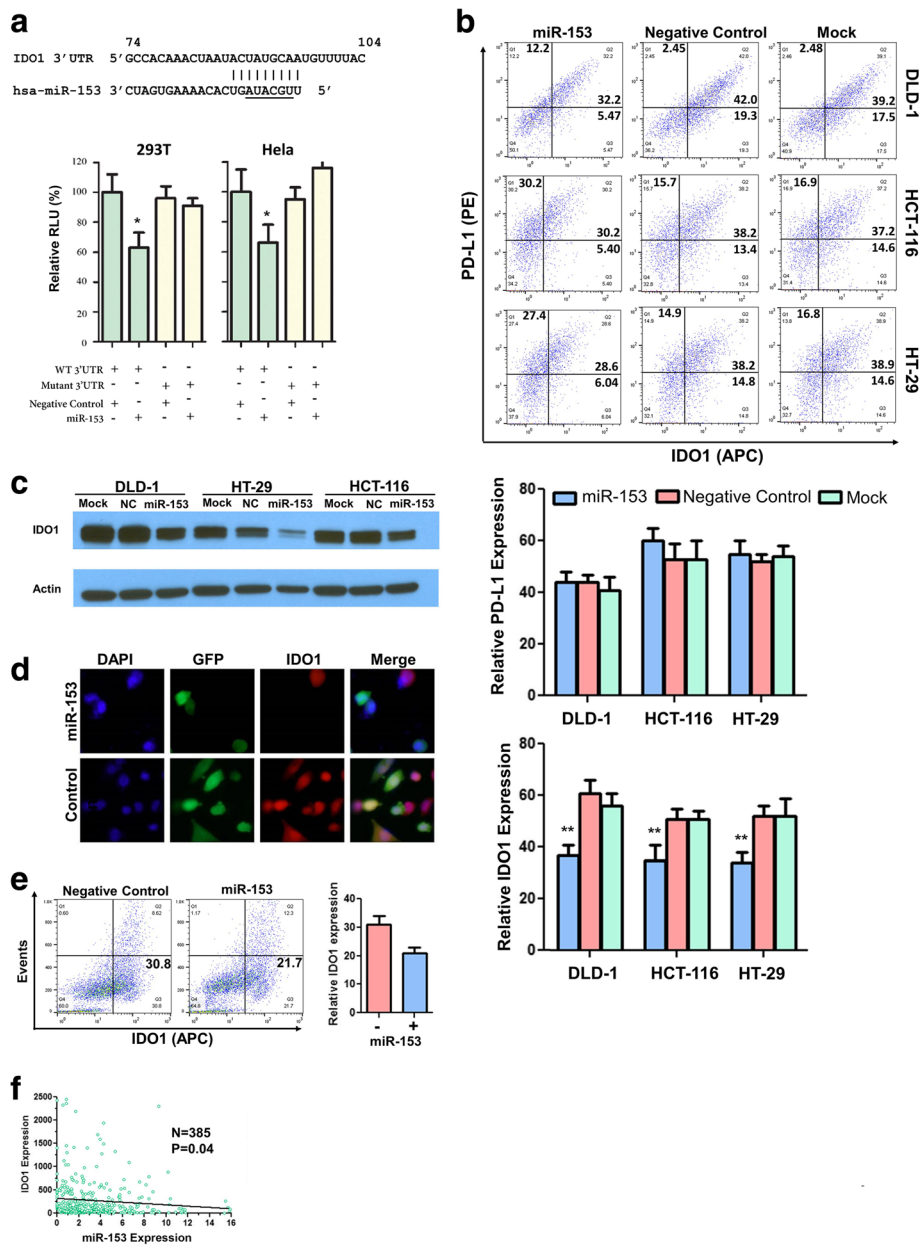 a
74 104
IDO1 3'UTR 5'GCCACAAACUAAUACUAUGCAAUGUUUUAC
hsa-miR-153 3'CUAGUGAAAACACUGAUACGUU 5'
293T Hela
Relative RLU (%)
120
100
80
60
40
20
0
* *
WT 3'UTR + + - - + + - -
Mutant 3'UTR - - + + - - + +
Negative Control + - + - + - + -
miR-153 - + - + - + - +
b
miR-153 Negative Control Mock
PD-L1 (PE)
DLD-1
12.2 32.2 5.47
2.45 42.0 19.3
2.48 39.2 17.5
HCT-116
30.2 30.2 5.40
15.7 38.2 13.4
16.9 37.2 14.6
HT-29
27.4 28.6 6.04
14.9 38.2 14.8
16.8 38.9 14.6
IDO1 (APC)
miR-153 Negative Control Mock
Relative PD-L1 Expression
80
60
40
20
0
DLD-1 HCT-116 HT-29
Relative IDO1 Expression
80
60
40
20
0
** ** **
DLD-1 HCT-116 HT-29
c
DLD-1 HT-29 HCT-116
Mock NC miR-153 Mock NC miR-153 Mock NC miR-153
IDO1
Actin
d
DAPI GFP IDO1 Merge
miR-153
Control
e
Negative Control miR-153
Events
30.8 21.7
IDO1 (APC)
Relative IDO1 expression
40
30
20
10
0
- +
miR-153
f
IDO1 Expression
2500
2000
1500
1000
500
0
N=385
P=0.04
0 2 4 6 8 10 12 14 16
miR-153 Expression